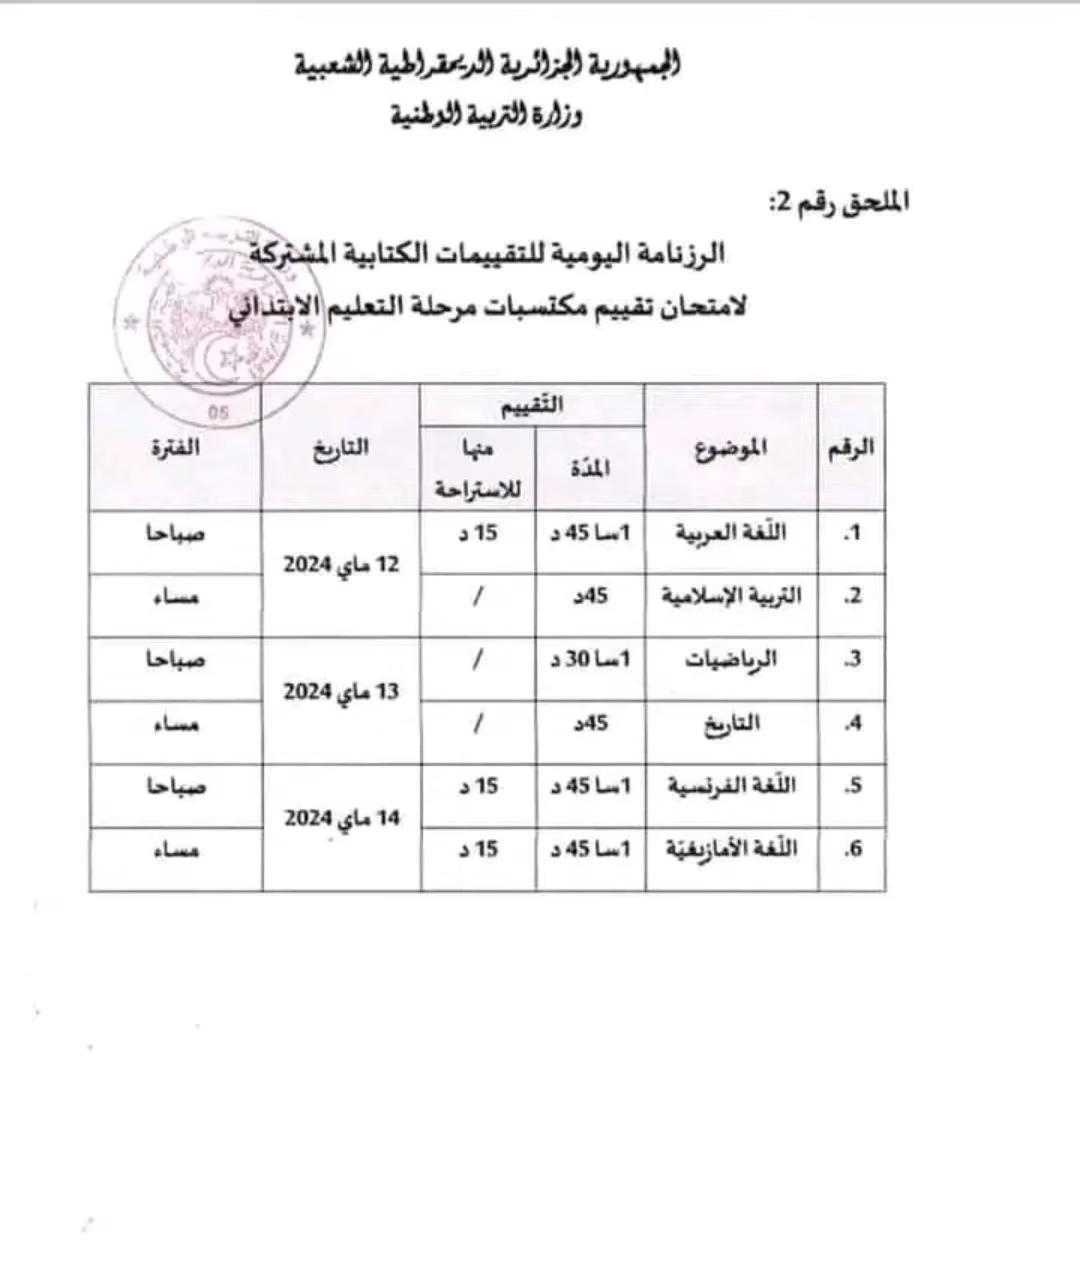 الجمهورية الجزائرية الديمقراطية الشعبية
وزارة التربية الوطنية
الملحق رقم 2:
الرزنامة اليومية للتقييمات الكتابية المشتركة
لامتحان تقييم مكتسبات مرحلة التعليم الابتدائي
05
الرقم الموضوع التّقييم التاريخ الفترة
المدّة منها للاستراحة
1. اللّغة العربية 1سا 45 د 15 د 12 ماي 2024 صباحا
2. التربية الإسلامية 45د / مساء
3. الرياضيات 1سا 30 د / 13 ماي 2024 صباحا
4. التاريخ 45د / مساء
5. اللّغة الفرنسية 1سا 45 د 15 د 14 ماي 2024 صباحا
6. اللّغة الأمازيغيّة 1سا 45 د 15 د مساء